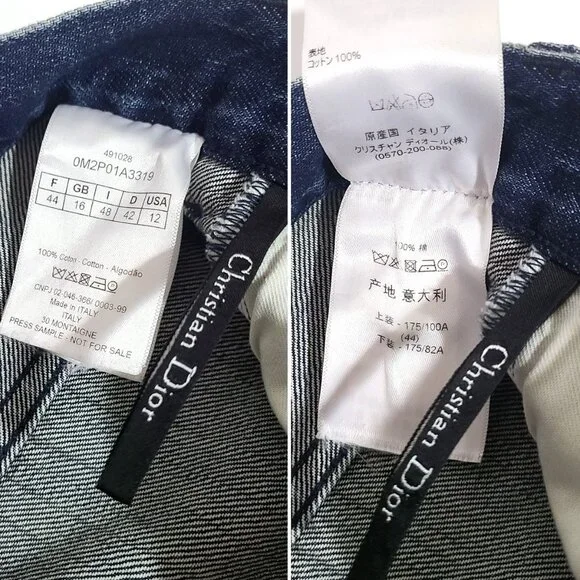 491028
0M2P01A3319
F GB I D USA
44 16 48 42 12
100% Coton - Cotton - Algodão
CNPJ 02-046-366/ 0003-99
Made in ITALY
ITALY
30 MONTAIGNE
PRESS SAMPLE - NOT FOR SALE
Christian Dior
表地
コットン 100%
原産国 イタリア
クリスチャン ディオール(株)
(0570-200-088)
100% 棉
产地 意大利
上装 - 175/100A
(44)
下装 - 175/82A
Christian Dior